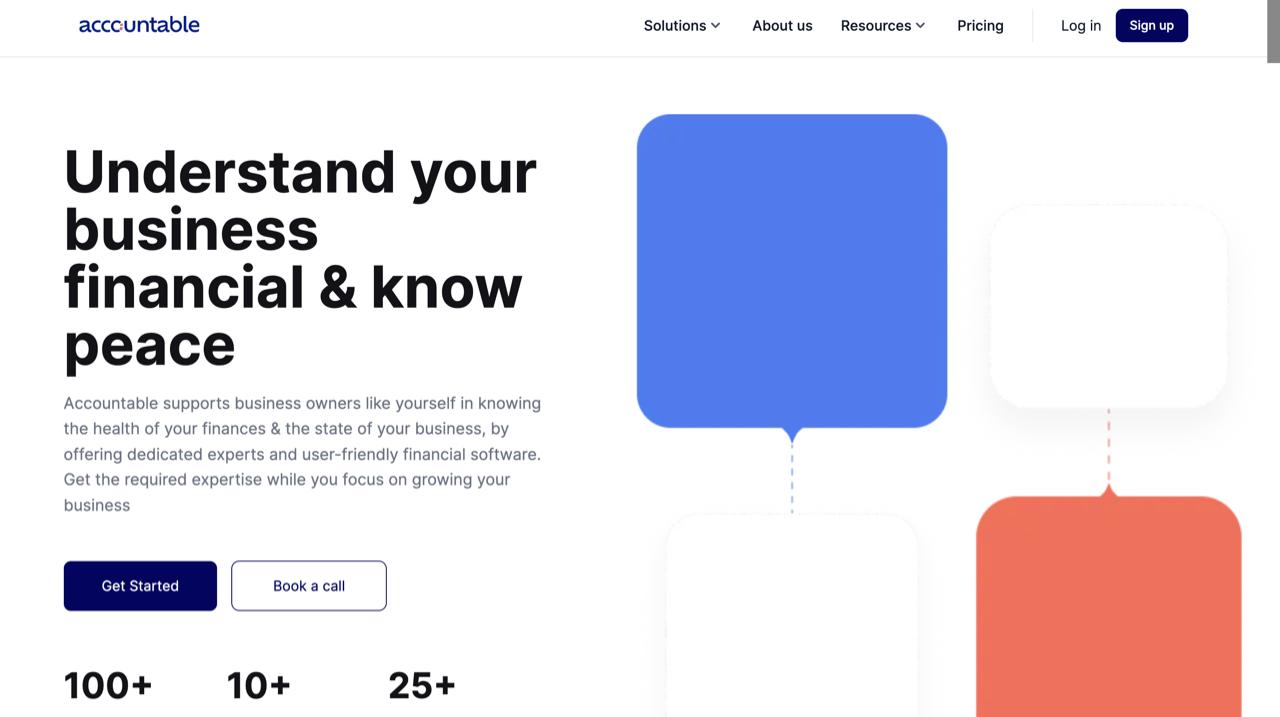 acccuntable
Solutions
About us
Resources
Pricing
Log in
Sign up
Understand your
business
financial & know
peace
Accountable supports business owners like yourself in knowing
the health of your finances & the state of your business, by
offering dedicated experts and user-friendly financial software.
Get the required expertise while you focus on growing your
business
Get Started
Book a call
100+
10+
25+